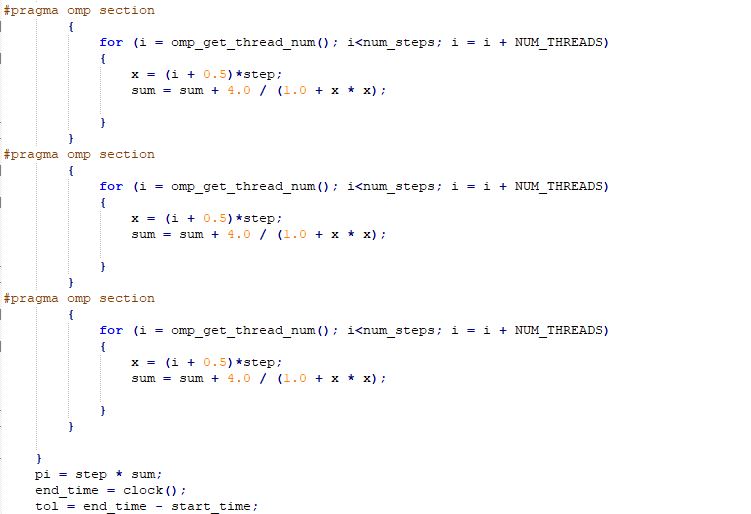 #pragma omp section
{
for (i = omp_get_thread_num(); i<num_steps; i = i + NUM_THREADS)
{
x = (i + 0.5)*step;
sum = sum + 4.0 / (1.0 + x * x);
}
}
#pragma omp section
{
for (i = omp_get_thread_num(); i<num_steps; i = i + NUM_THREADS)
{
x = (i + 0.5)*step;
sum = sum + 4.0 / (1.0 + x * x);
}
}
#pragma omp section
{
for (i = omp_get_thread_num(); i<num_steps; i = i + NUM_THREADS)
{
x = (i + 0.5)*step;
sum = sum + 4.0 / (1.0 + x * x);
}
}
}
pi = step * sum;
end_time = clock();
tol = end_time - start_time;